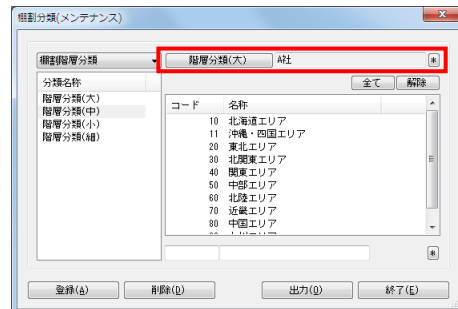 棚割分類(メンテナンス)
棚割階層分類 階層分類(大) A社 *
分類名称 全て 解除
階層分類(大)
階層分類(中)
階層分類(小)
階層分類(細)
コード 名称
10 北海道エリア
11 沖縄・四国エリア
20 東北エリア
30 北関東エリア
40 関東エリア
50 中部エリア
60 北陸エリア
70 近畿エリア
80 中国エリア
*
登録(A) 削除(D) 出力(O) 終了(E)